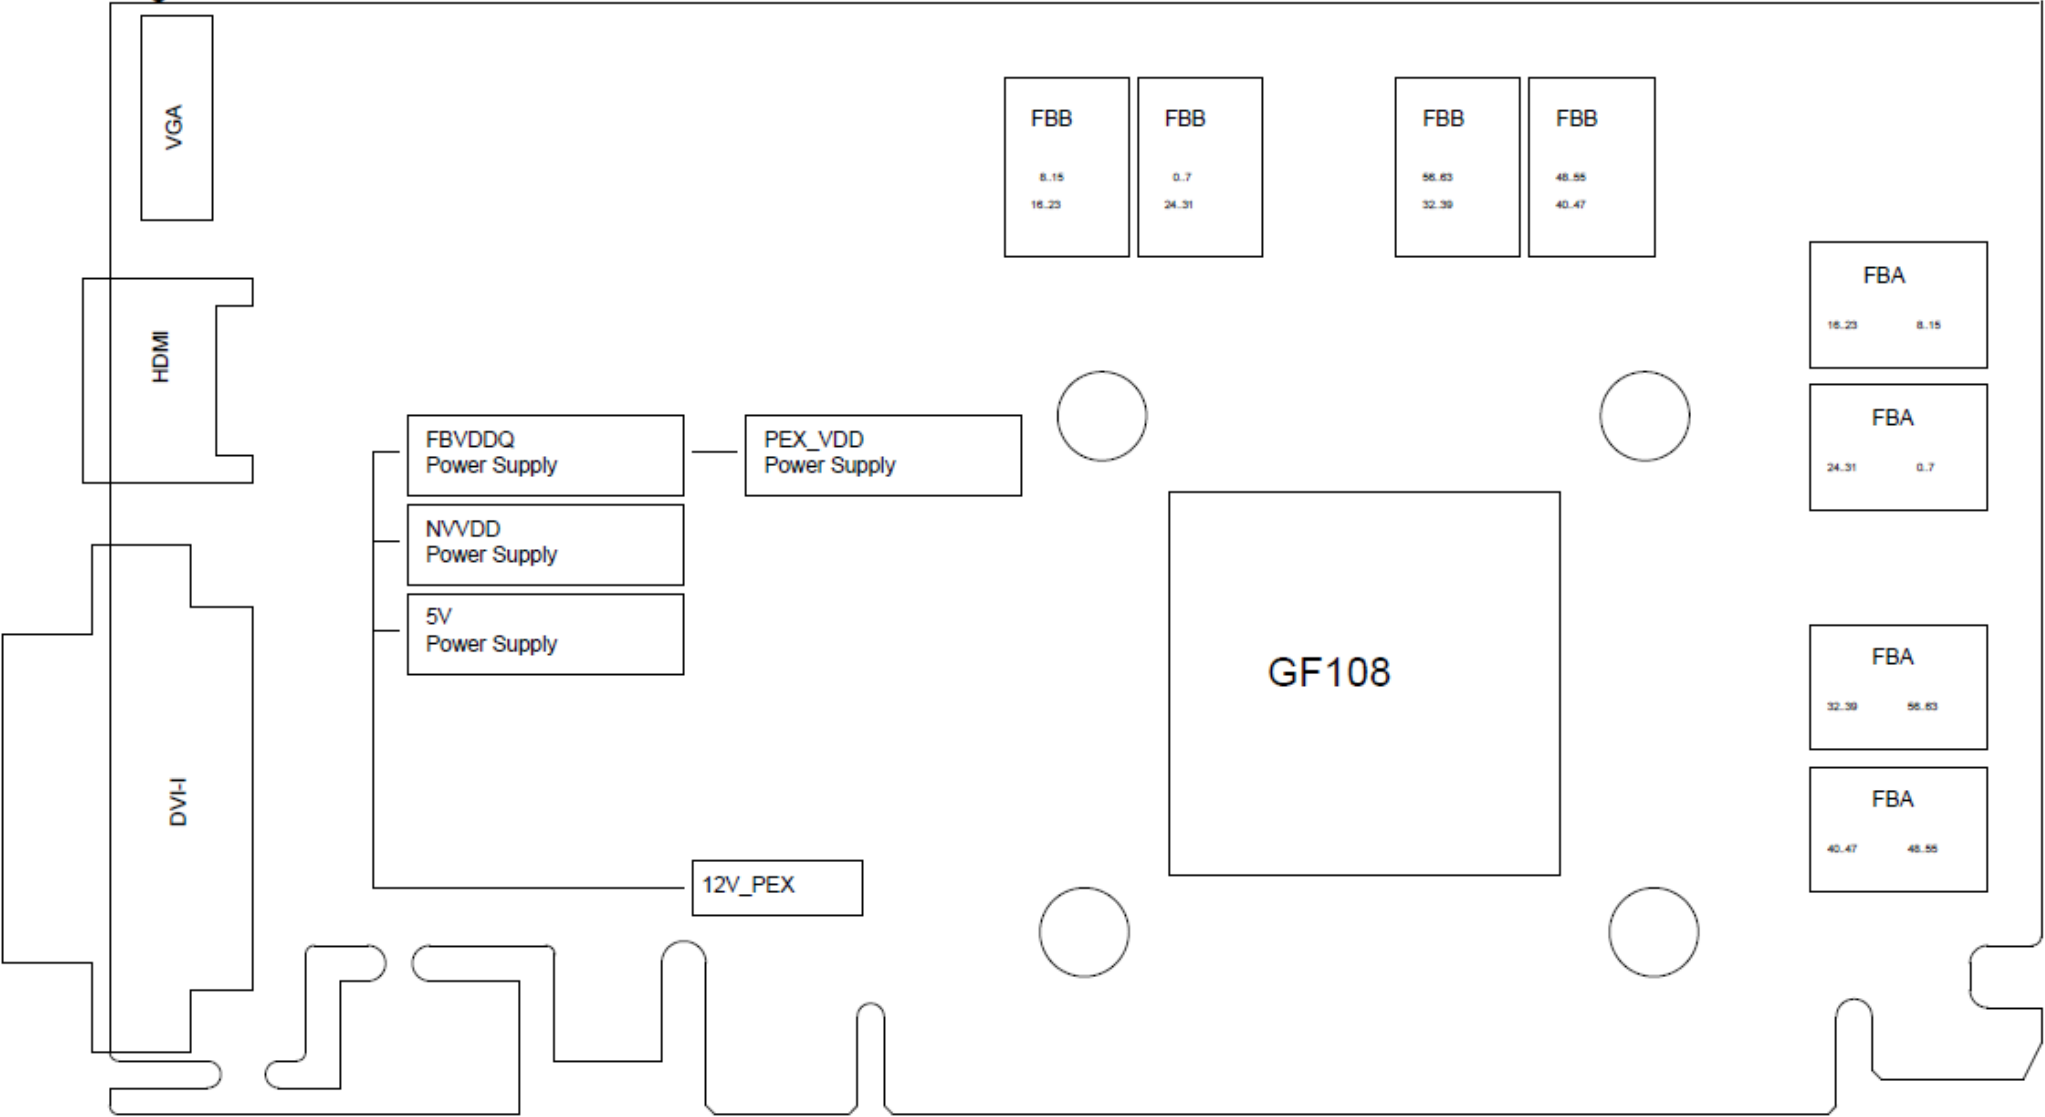 VGA
FBB
8..15
16..23
FBB
0..7
24..31
FBB
56..63
32..39
FBB
48..55
40..47
FBA
16..23 8..15
HDMI
FBA
24..31 0..7
FBVDDQ
Power Supply
PEX_VDD
Power Supply
NVVDD
Power Supply
5V
Power Supply
GF108
FBA
32..39 56..63
DVI-I
FBA
40..47 48..55
12V_PEX